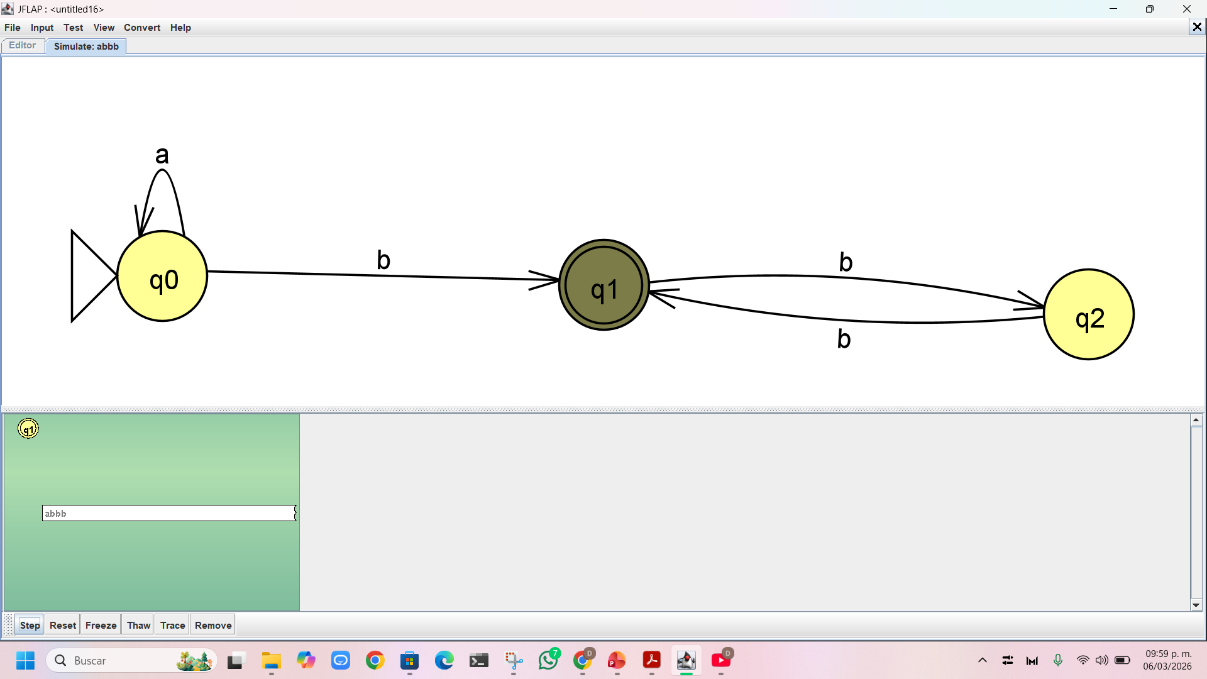 JFLAP : <untitled16>
File Input Test View Convert Help
Editor Simulate: abbb
a
b
b
q0
q1
q2
b
q1
abbb
Step Reset Freeze Thaw Trace Remove
Buscar
7
D
D
09:59 p. m.
06/03/2026